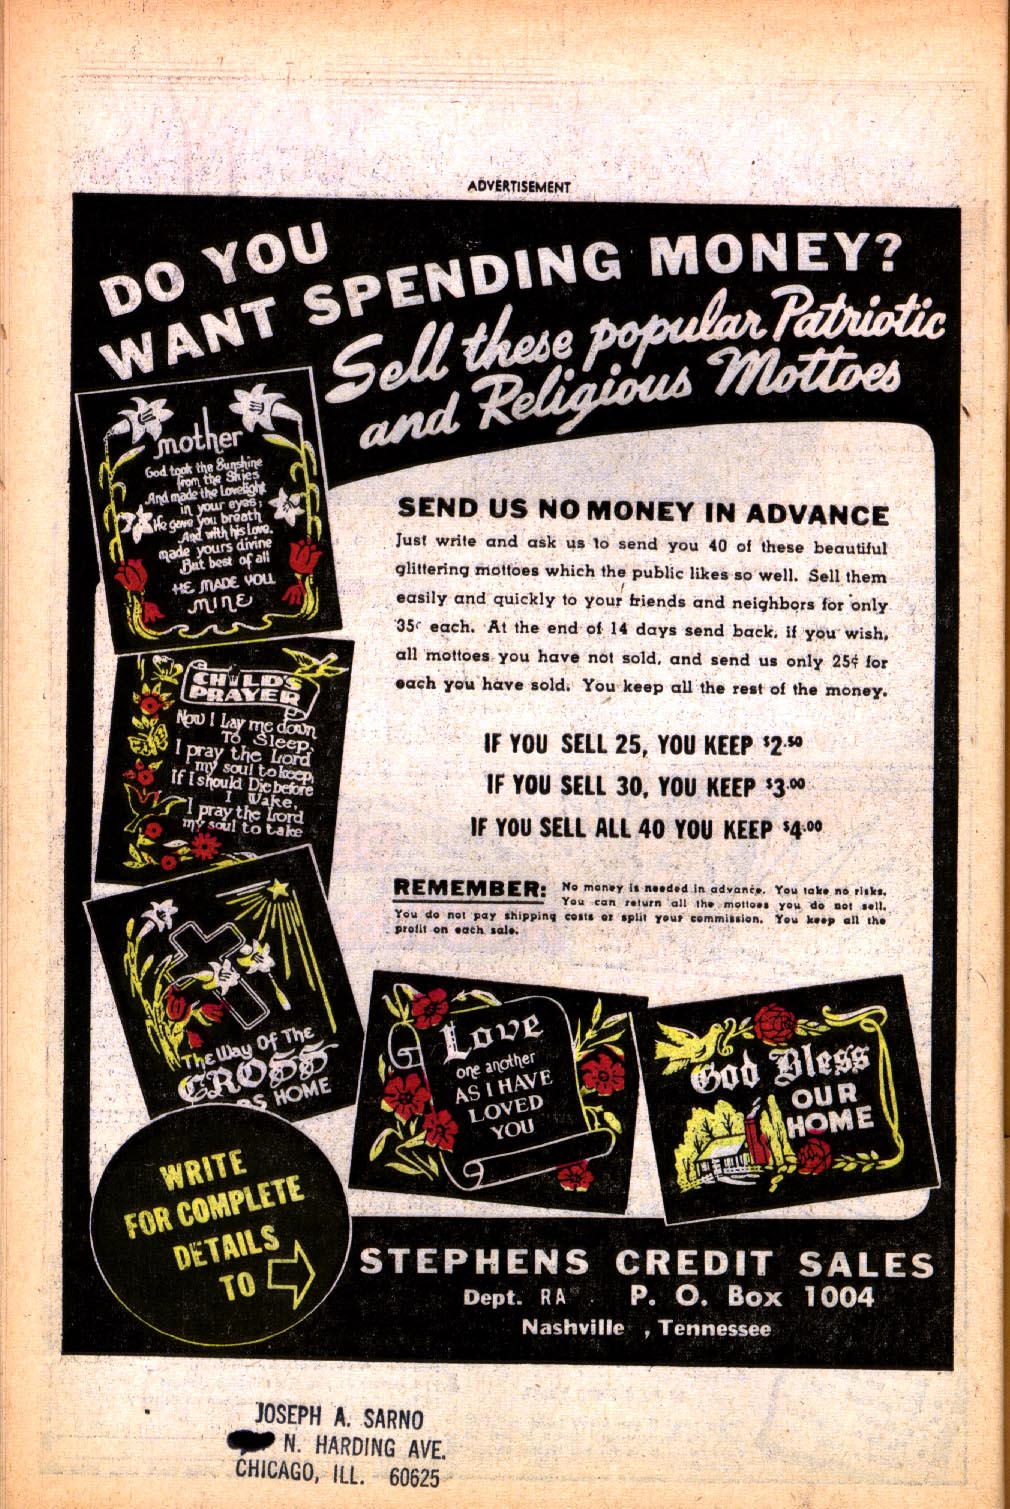 ADVERTISEMENT
DO YOU
WANT SPENDING MONEY?
Sell these popular Patriotic
and Religious Mottoes
mother
God took the Sunshine
from the Skies
And made the Lovelight
in your eyes;
He gave you breath
And with his Love,
made yours divine
But best of all
HE MADE YOU
MINE
SEND US NO MONEY IN ADVANCE
Just write and ask us to send you 40 of these beautiful
glittering mottoes which the public likes so well. Sell them
easily and quickly to your friends and neighbors for only
35¢ each. At the end of 14 days send back, if you wish,
all mottoes you have not sold, and send us only 25¢ for
each you have sold. You keep all the rest of the money.
CHILD'S
PRAYER
Now I Lay me down
To Sleep,
I pray the Lord
my soul to keep,
If I should Die before
I Wake,
I pray the Lord
my soul to take
IF YOU SELL 25, YOU KEEP $2.50
IF YOU SELL 30, YOU KEEP $3.00
IF YOU SELL ALL 40 YOU KEEP $4.00
REMEMBER: No money is needed in advance. You take no risks.
You can return all the mottoes you do not sell.
You do not pay shipping costs or split your commission. You keep all the
profit on each sale.
The Way Of The
CROSS
DS HOME
Love
one another
AS I HAVE
LOVED
YOU
God Bless
OUR
HOME
WRITE
FOR COMPLETE
DETAILS
TO
STEPHENS CREDIT SALES
Dept. RA P. O. Box 1004
Nashville , Tennessee
JOSEPH A. SARNO
N. HARDING AVE.
CHICAGO, ILL. 60625